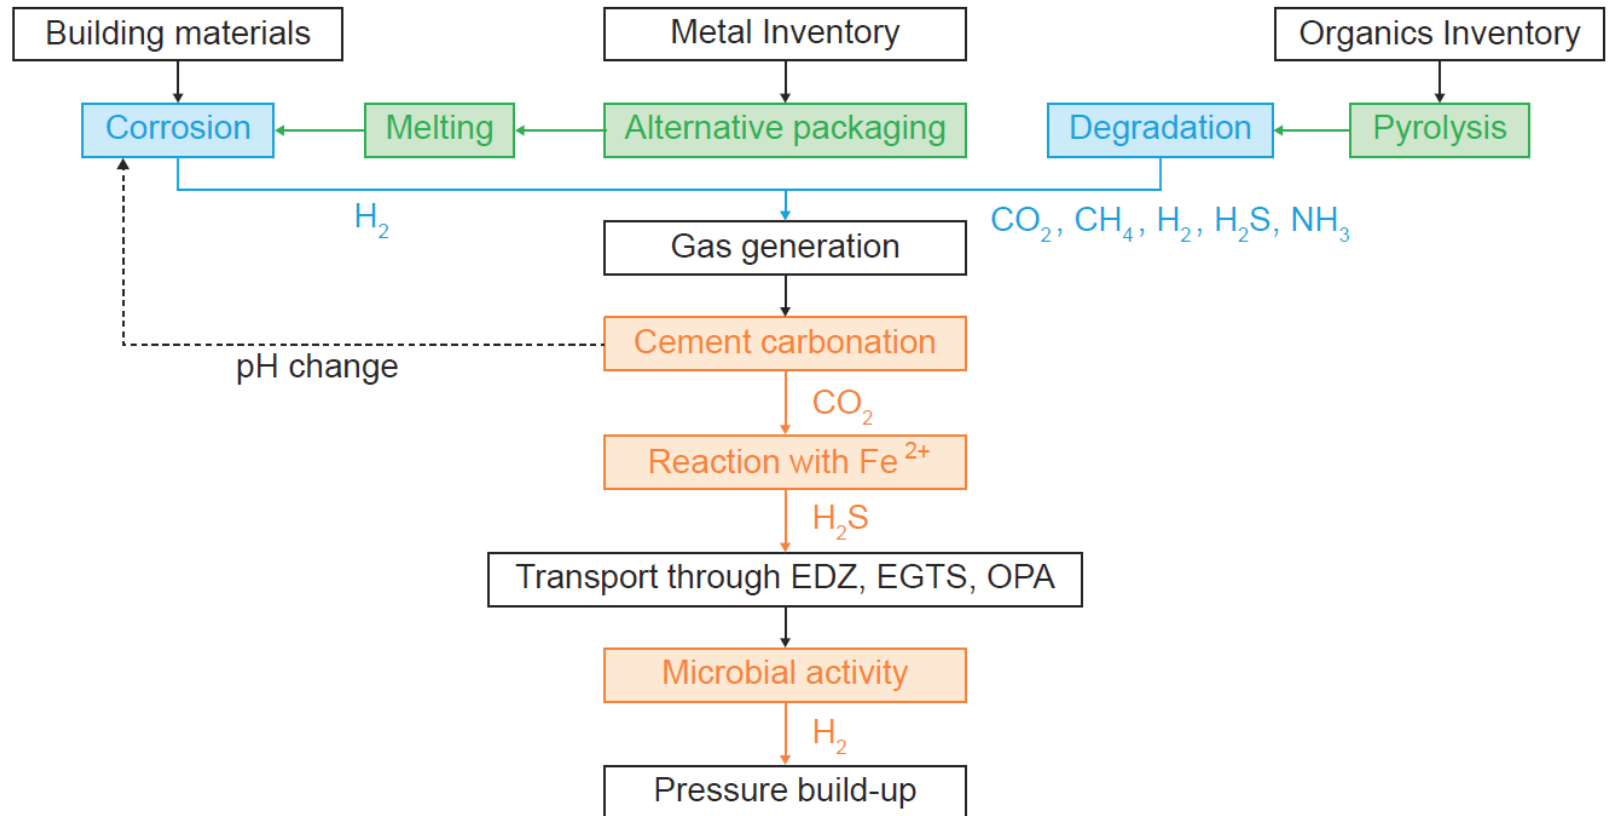 Building materials
Metal Inventory
Organics Inventory
Corrosion
Melting
Alternative packaging
Degradation
Pyrolysis
H₂
CO₂, CH₄, H₂, H₂S, NH₃
Gas generation
Cement carbonation
pH change
CO₂
Reaction with Fe²⁺
H₂S
Transport through EDZ, EGTS, OPA
Microbial activity
H₂
Pressure build-up